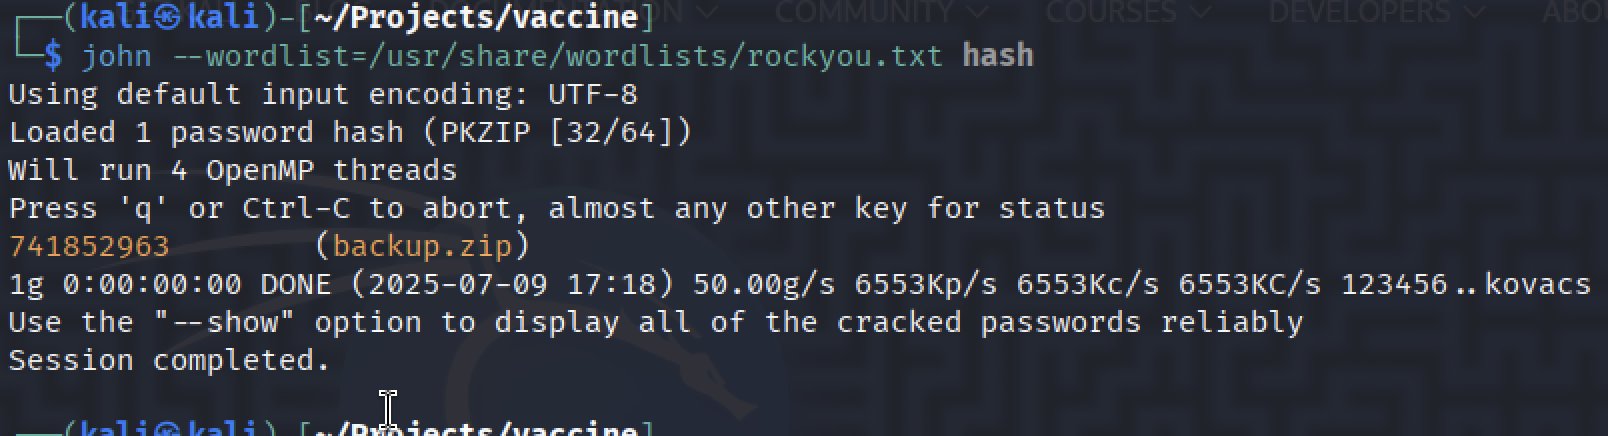 N COMMUNITY COURSES DEVELOPERS ABO
┌──(kali㉿kali)-[~/Projects/vaccine]
└─$ john --wordlist=/usr/share/wordlists/rockyou.txt hash
Using default input encoding: UTF-8
Loaded 1 password hash (PKZIP [32/64])
Will run 4 OpenMP threads
Press 'q' or Ctrl-C to abort, almost any other key for status
741852963 (backup.zip)
1g 0:00:00:00 DONE (2025-07-09 17:18) 50.00g/s 6553Kp/s 6553Kc/s 6553KC/s 123456..kovacs
Use the "--show" option to display all of the cracked passwords reliably
Session completed.
──(kali㉿kali)-[~/Projects/vaccine]